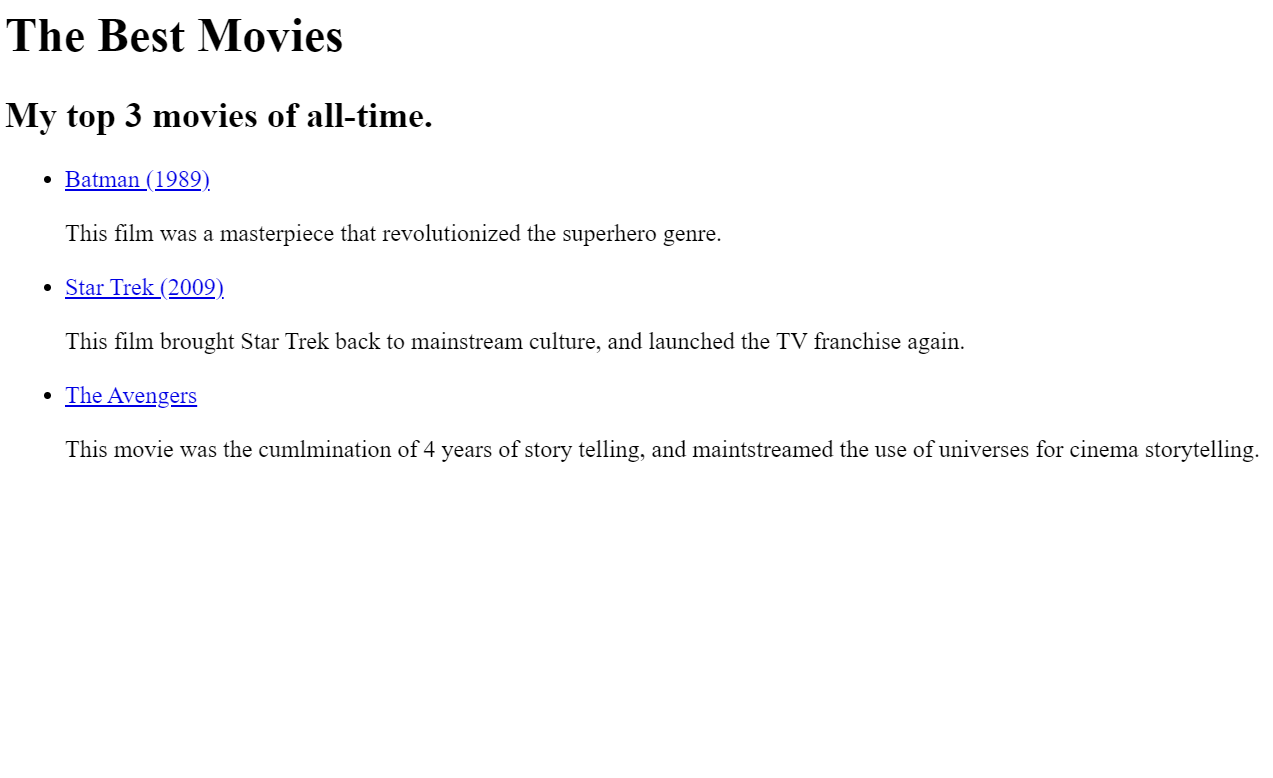 The Best Movies
My top 3 movies of all-time.
Batman (1989)
This film was a masterpiece that revolutionized the superhero genre.
Star Trek (2009)
This film brought Star Trek back to mainstream culture, and launched the TV franchise again.
The Avengers
This movie was the cumlmination of 4 years of story telling, and maintstreamed the use of universes for cinema storytelling.